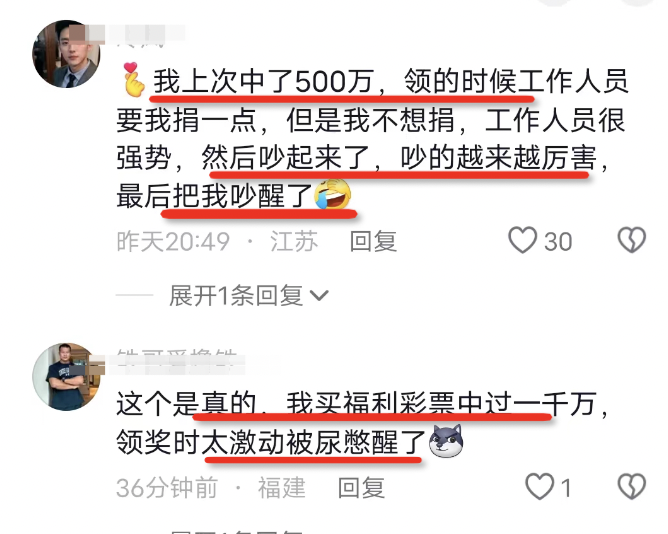 我上次中了500万，领的时候工作人员
要我捐一点，但是我不想捐，工作人员很
强势，然后吵起来了，吵的越来越厉害，
最后把我吵醒了
昨天20:49 · 江苏 回复 30
展开1条回复
这个是真的，我买福利彩票中过一千万，
领奖时太激动被尿憋醒了
36分钟前 · 福建 回复 1